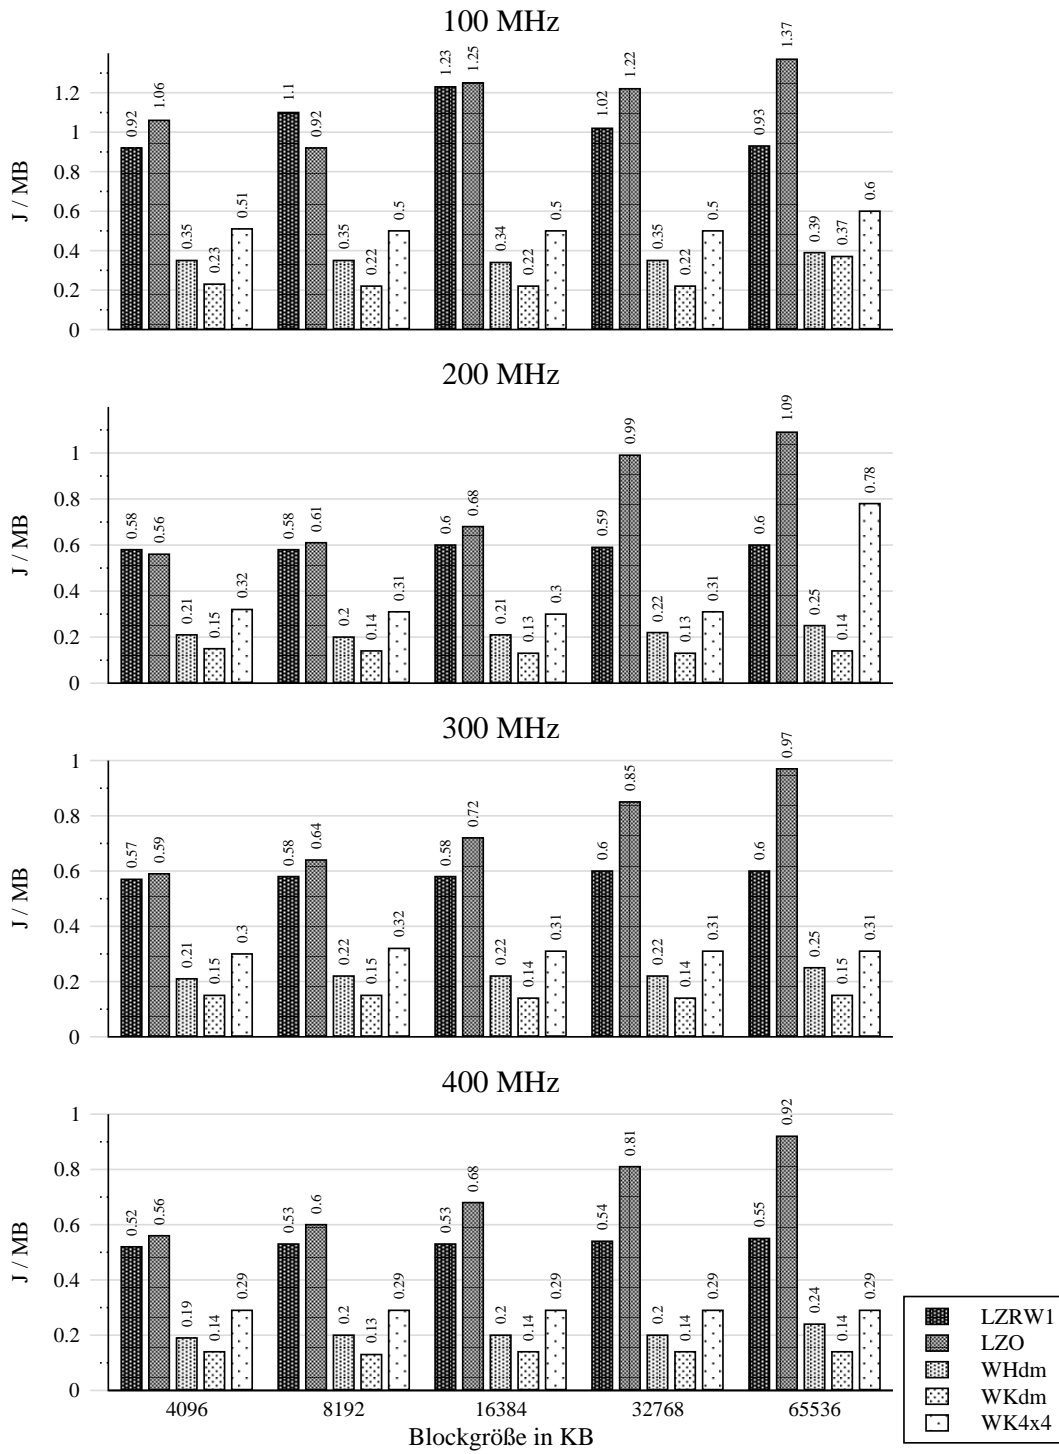 100 MHz
J / MB
1.2
1
0.8
0.6
0.4
0.2
0
0.92 1.06 0.35 0.23 0.51
1.1 0.92 0.35 0.22 0.5
1.23 1.25 0.34 0.22 0.5
1.02 1.22 0.35 0.22 0.5
0.93 1.37 0.39 0.37 0.6
200 MHz
J / MB
1
0.8
0.6
0.4
0.2
0
0.58 0.56 0.21 0.15 0.32
0.58 0.61 0.2 0.14 0.31
0.6 0.68 0.21 0.13 0.3
0.59 0.99 0.22 0.13 0.31
0.6 1.09 0.25 0.14 0.78
300 MHz
J / MB
1
0.8
0.6
0.4
0.2
0
0.57 0.59 0.21 0.15 0.3
0.58 0.64 0.22 0.15 0.32
0.58 0.72 0.22 0.14 0.31
0.6 0.85 0.22 0.14 0.31
0.6 0.97 0.25 0.15 0.31
400 MHz
J / MB
1
0.8
0.6
0.4
0.2
0
0.52 0.56 0.19 0.14 0.29
0.53 0.6 0.2 0.13 0.29
0.53 0.68 0.2 0.14 0.29
0.54 0.81 0.2 0.14 0.29
0.55 0.92 0.24 0.14 0.29
4096 8192 16384 32768 65536
Blockgröße in KB
LZRW1
LZO
WHdm
WKdm
WK4x4